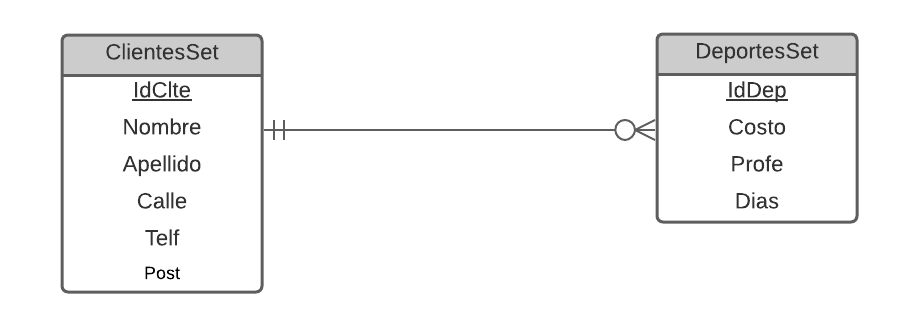 ClientesSet
IdClte
Nombre
Apellido
Calle
Telf
Post
DeportesSet
IdDep
Costo
Profe
Dias